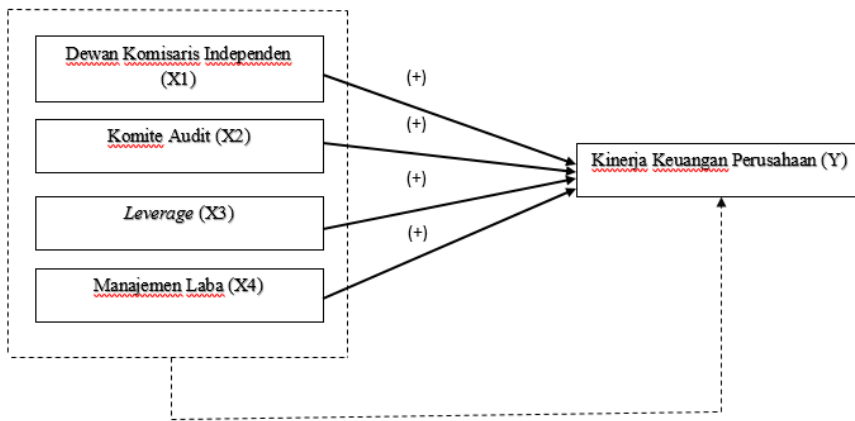 Dewan Komisaris Independen
(X1)
(+)
Komite Audit (X2)
(+)
Kinerja Keuangan Perusahaan (Y)
(+)
Leverage (X3)
(+)
Manajemen Laba (X4)